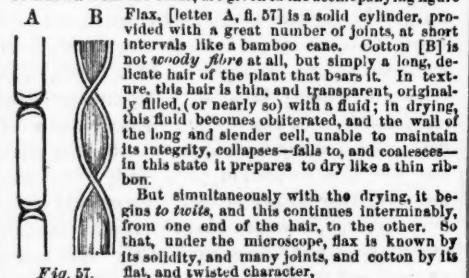 A B
Flax, [letter A, fl. 57] is a solid cylinder, pro-
vided with a great number of joints, at short
intervals like a bamboo cane. Cotton [B] is
not woody fibre at all, but simply a long, de-
licate hair of the plant that bears it. In text-
ure, this hair is thin, and transparent, original-
ly filled, (or nearly so) with a fluid; in drying,
this fluid becomes obliterated, and the wall of
the long and slender cell, unable to maintain
its integrity, collapses—falls to, and coalesces—
in this state it prepares to dry like a thin rib-
bon.
But simultaneously with the drying, it be-
gins to twits, and this continues interminably,
from one end of the hair, to the other. So
that, under the microscope, flax is known by
its solidity, and many joints, and cotton by its
flat, and twisted character.
Fig. 57.